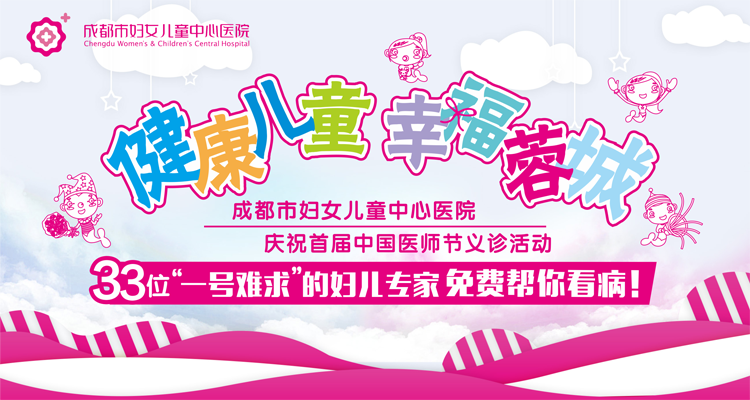 成都市妇女儿童中心医院
Chengdu Women's & Children's Central Hospital
健康儿童 幸福蓉城
成都市妇女儿童中心医院
庆祝首届中国医师节义诊活动
33位“一号难求”的妇儿专家 免费帮你看病!